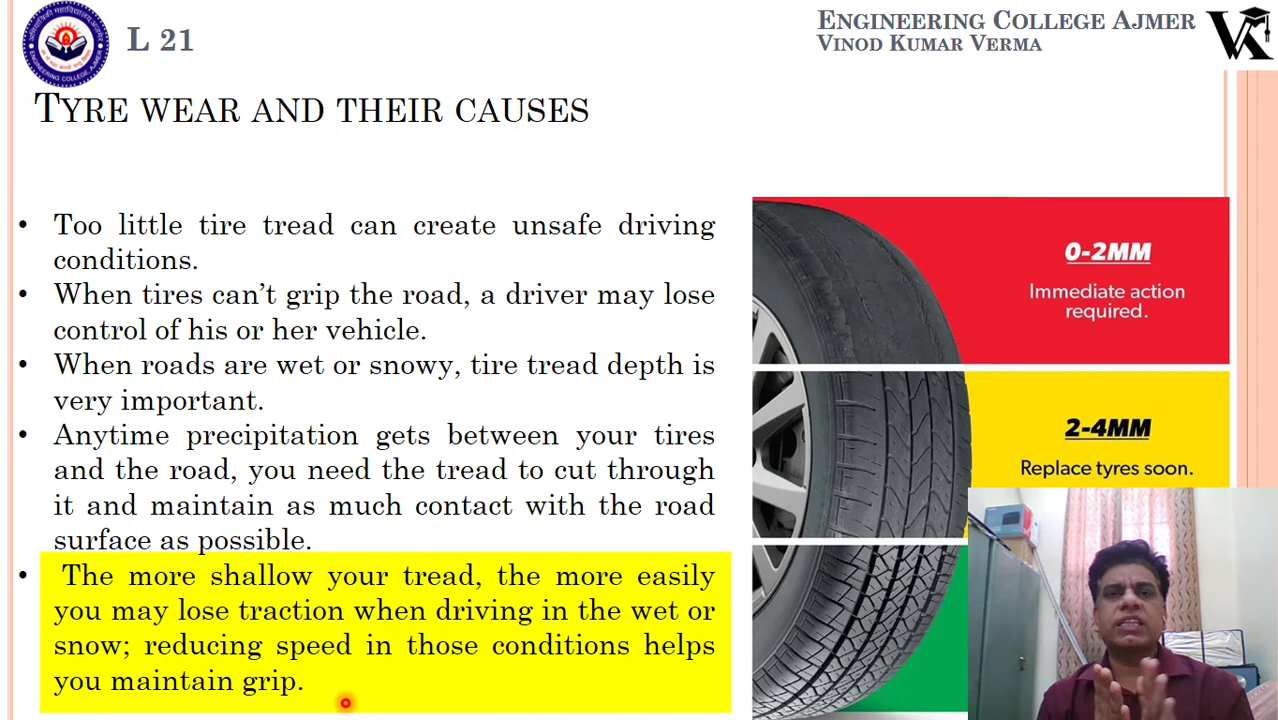 L 21
ENGINEERING COLLEGE AJMER
VINOD KUMAR VERMA
TYRE WEAR AND THEIR CAUSES
• Too little tire tread can create unsafe driving
conditions.
• When tires can't grip the road, a driver may lose
control of his or her vehicle.
• When roads are wet or snowy, tire tread depth is
very important.
• Anytime precipitation gets between your tires
and the road, you need the tread to cut through
it and maintain as much contact with the road
surface as possible.
• The more shallow your tread, the more easily
you may lose traction when driving in the wet or
snow; reducing speed in those conditions helps
you maintain grip.
0-2MM
Immediate action
required.
2-4MM
Replace tyres soon.